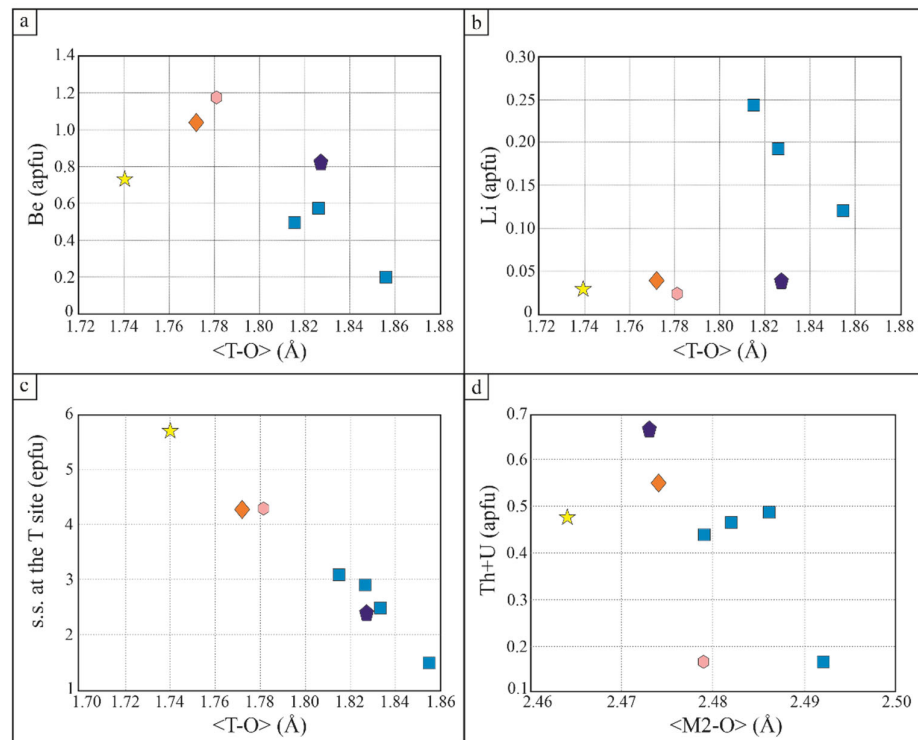 a
Be (apfu)
1.4
1.2
1.0
0.8
0.6
0.4
0.2
0
1.72 1.74 1.76 1.78 1.80 1.82 1.84 1.86 1.88
<T-O> (Å)
b
Li (apfu)
0.30
0.25
0.20
0.15
0.10
0.05
0
1.72 1.74 1.76 1.78 1.80 1.82 1.84 1.86 1.88
<T-O> (Å)
c
s.s. at the T site (epfu)
6
5
4
3
2
1
1.70 1.72 1.74 1.76 1.78 1.80 1.82 1.84 1.86
<T-O> (Å)
d
Th+U (apfu)
0.7
0.6
0.5
0.4
0.3
0.2
0.1
2.46 2.47 2.48 2.49 2.50
<M2-O> (Å)